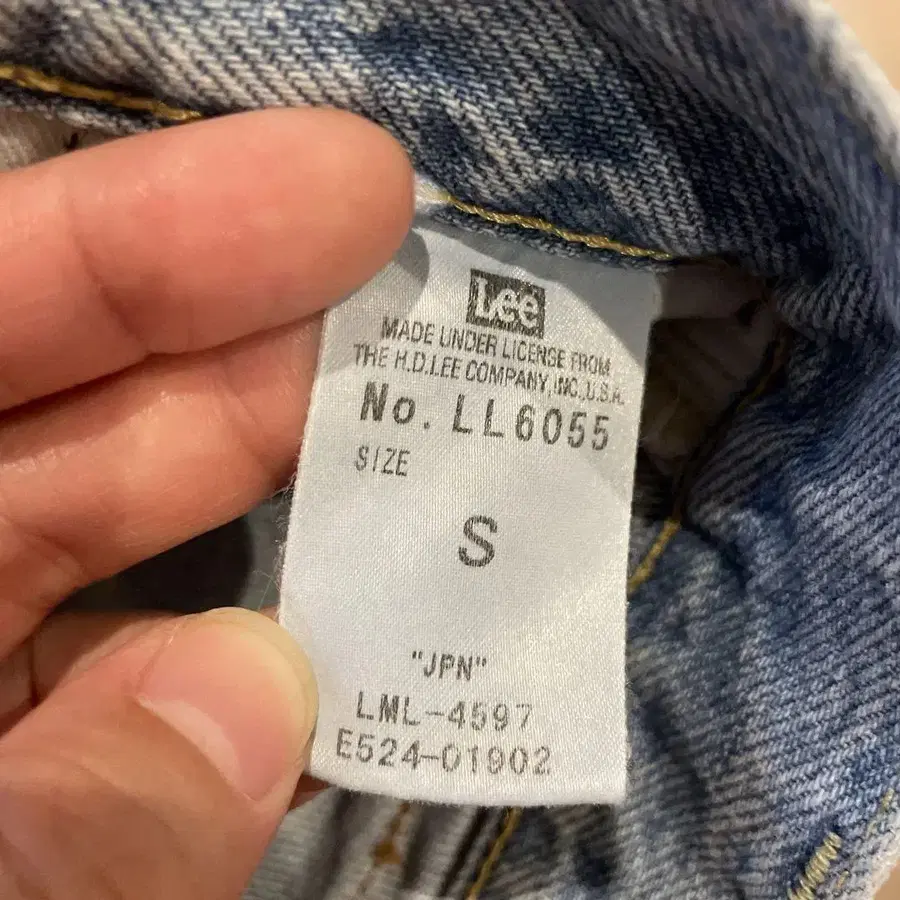 Lee
MADE UNDER LICENSE FROM
THE H.D.LEE COMPANY,INC.,U.S.A.
No. LL6055
SIZE
S
"JPN"
LML-4597
E524-01902